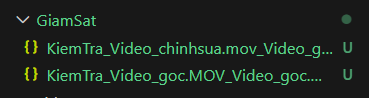 GiamSat
{} KiemTra_Video_chinhsua.mov_Video_g... U
{} KiemTra_Video_goc.MOV_Video_goc.... U